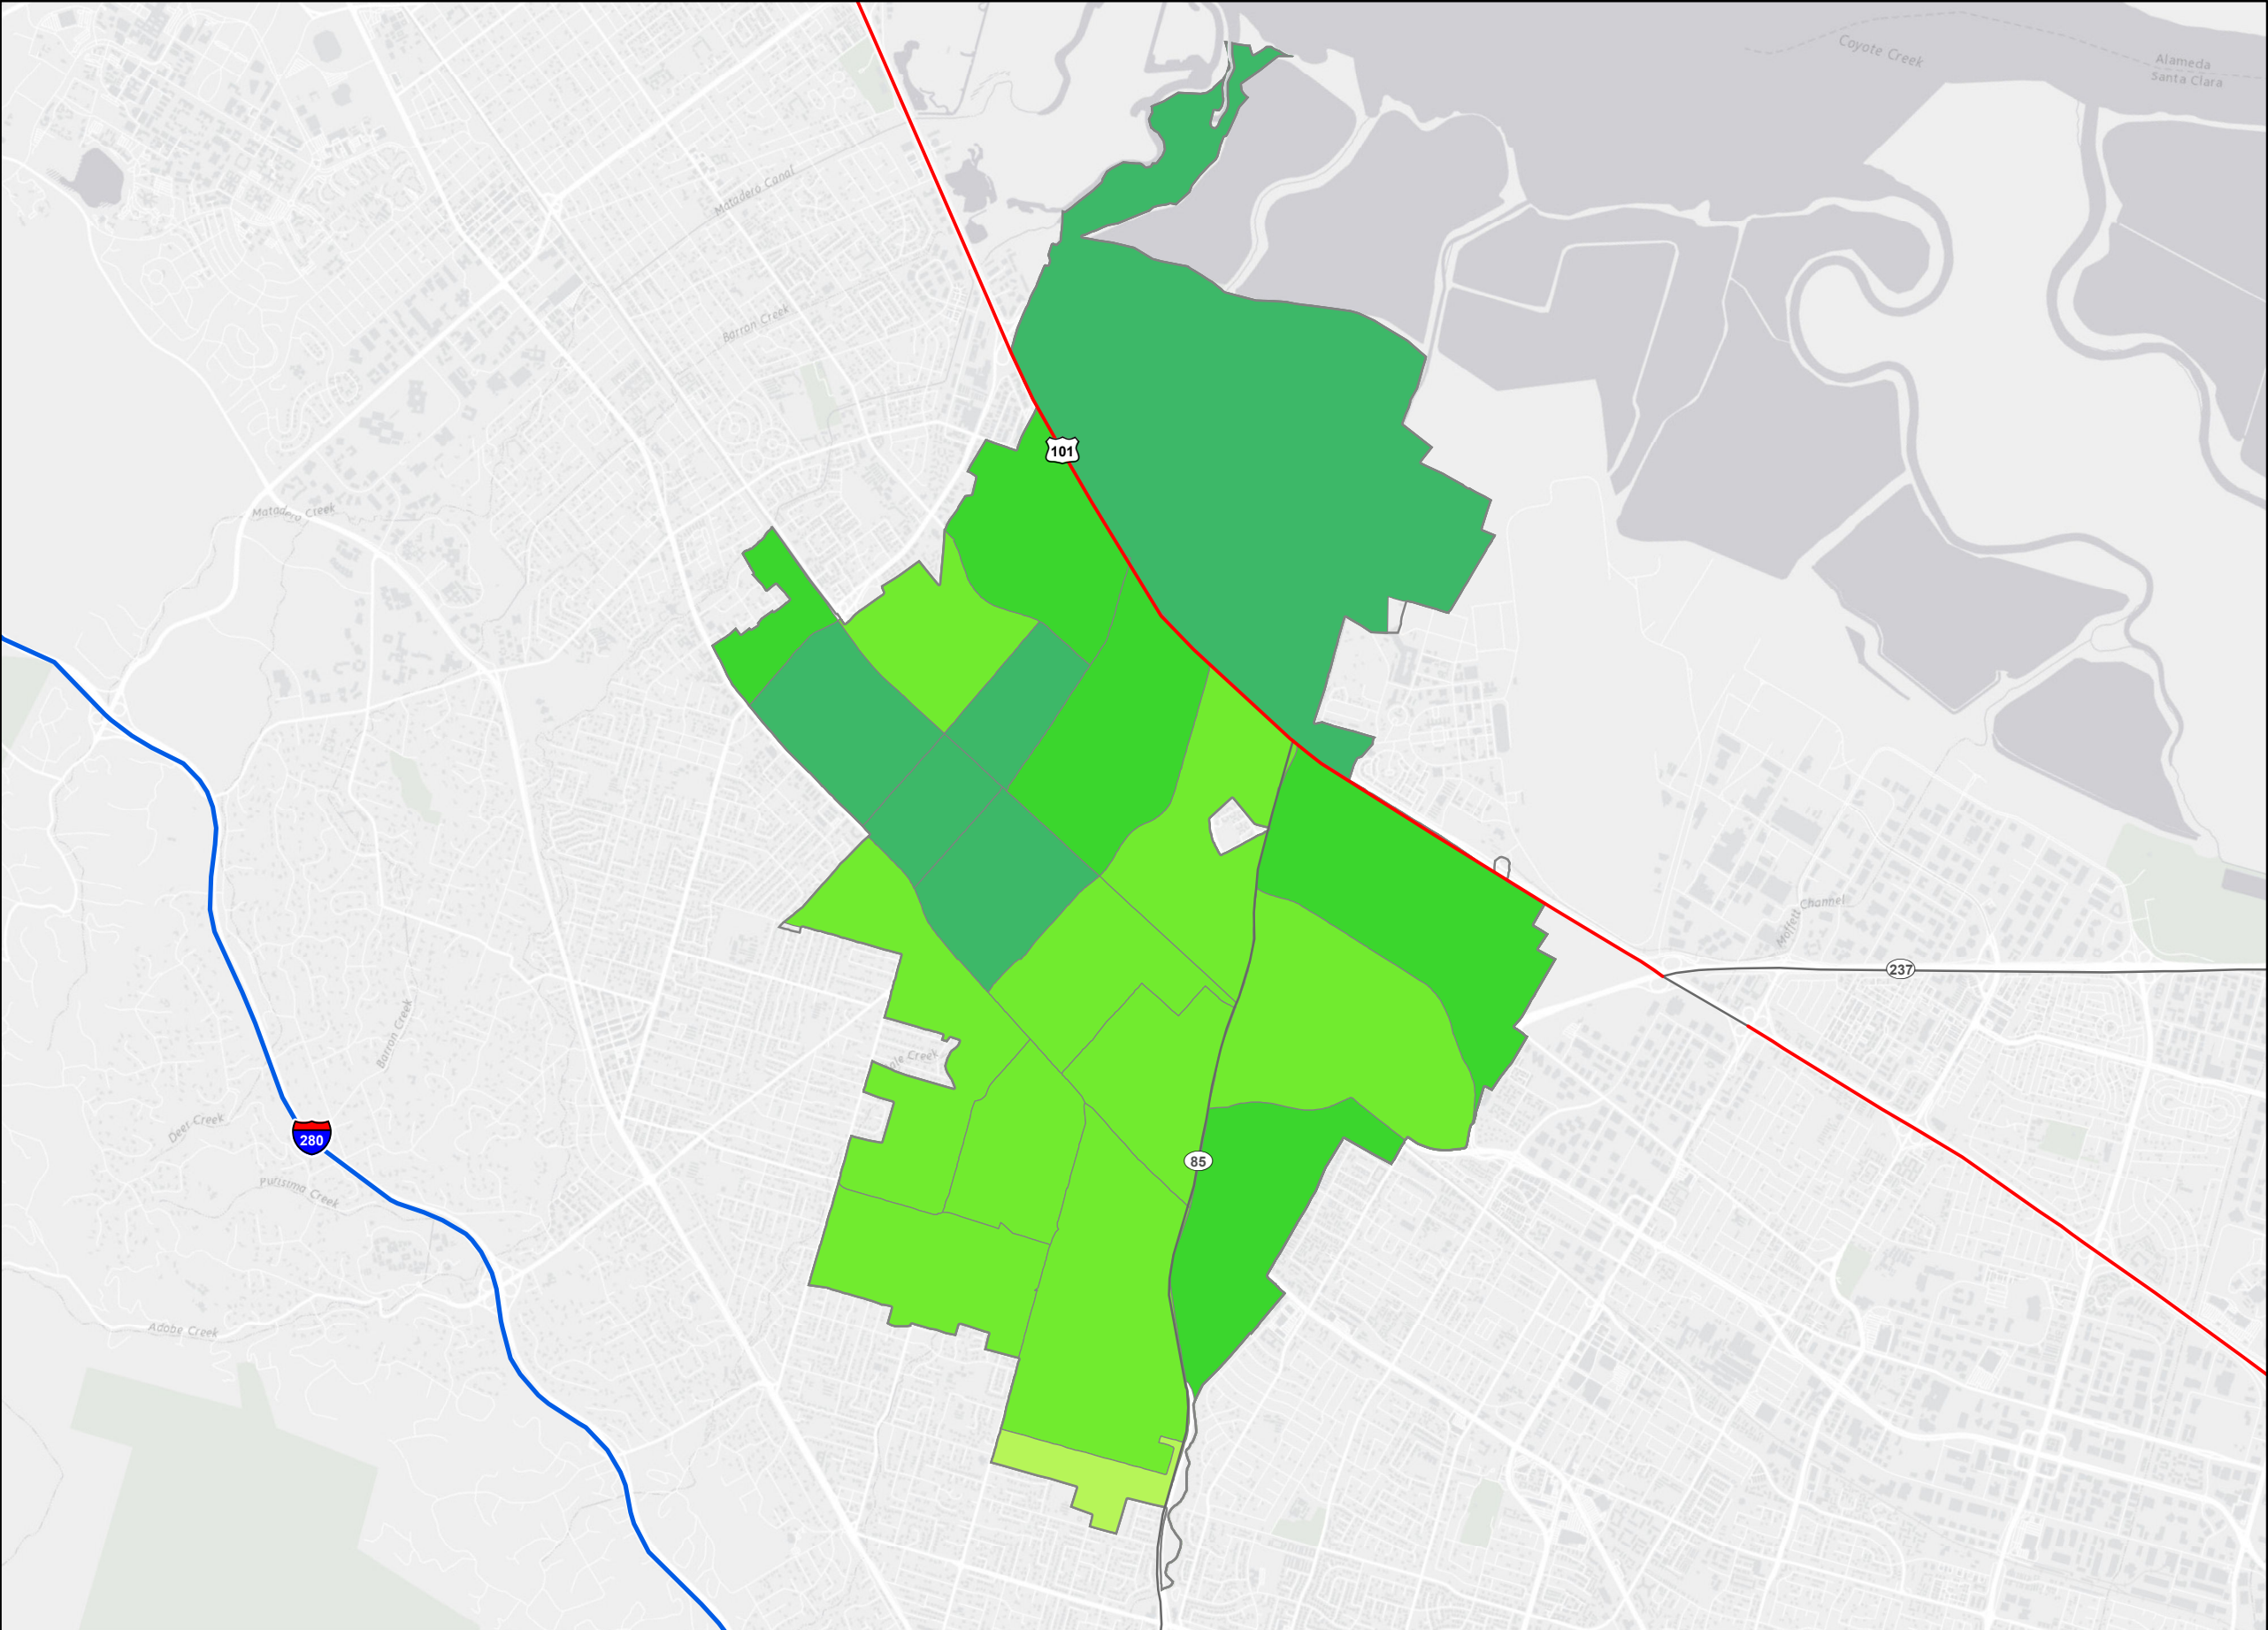 Coyote Creek
Alameda
Santa Clara
Matadero Canal
Barron Creek
101
Matadero Creek
Moffett Channel
237
Barron Creek
Creek
Deer Creek
280
85
Purisima Creek
Adobe Creek